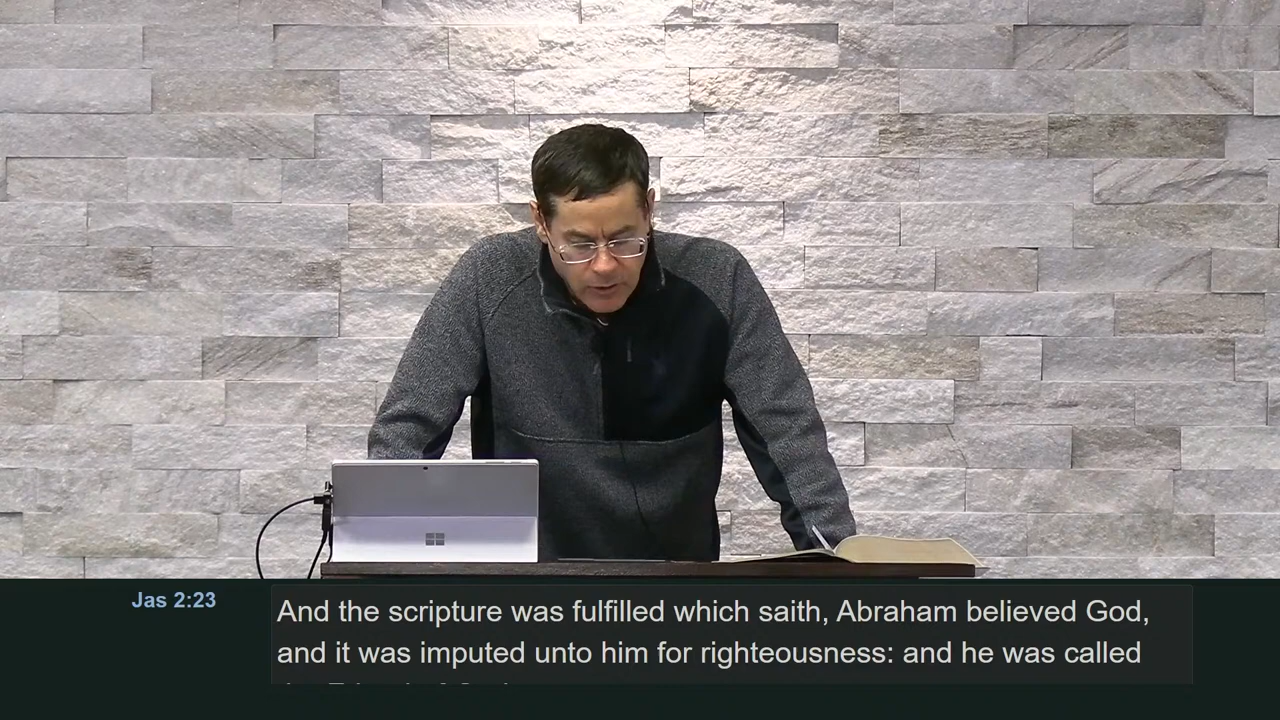 Jas 2:23
And the scripture was fulfilled which saith, Abraham believed God,
and it was imputed unto him for righteousness: and he was called